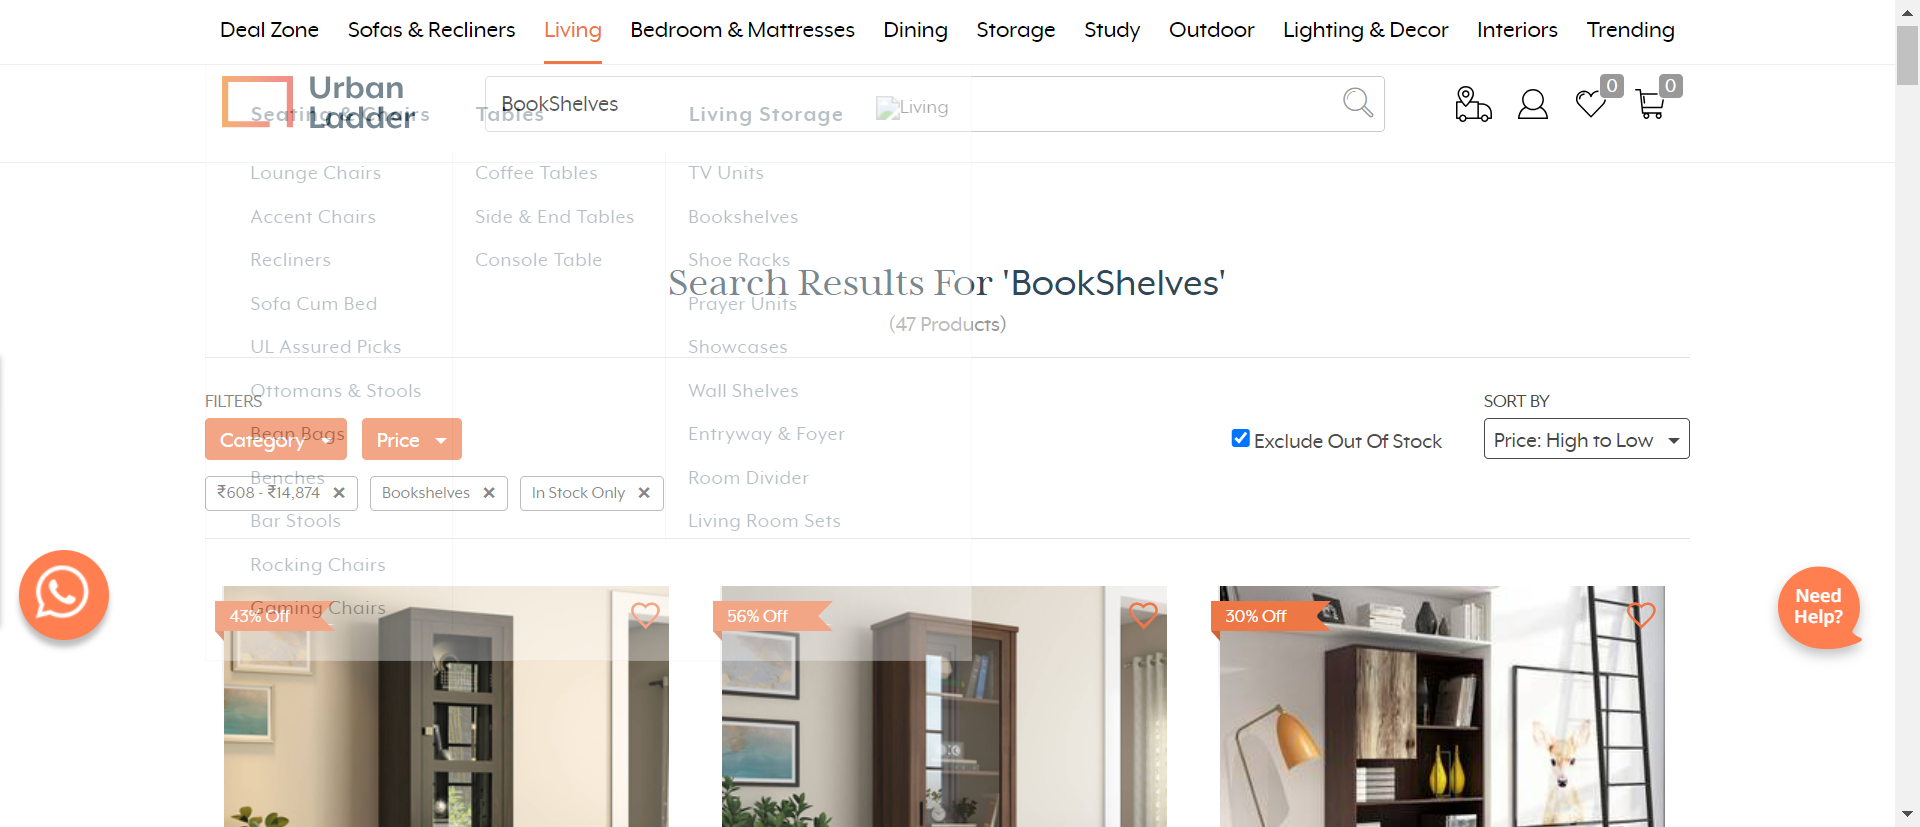 Deal Zone Sofas & Recliners Living Bedroom & Mattresses Dining Storage Study Outdoor Lighting & Decor Interiors Trending
Urban
Ladder
BookShelves
0
0
Seating & Chairs
Lounge Chairs
Accent Chairs
Recliners
Sofa Cum Bed
UL Assured Picks
Ottomans & Stools
Bean Bags
Benches
Bar Stools
Rocking Chairs
Gaming Chairs
Tables
Coffee Tables
Side & End Tables
Console Table
Living Storage
TV Units
Bookshelves
Shoe Racks
Prayer Units
Showcases
Wall Shelves
Entryway & Foyer
Room Divider
Living Room Sets
Living
Search Results For 'BookShelves'
(47 Products)
FILTERS
Category
Price
Exclude Out Of Stock
SORT BY
Price: High to Low
₹608 - ₹14,874 ✕
Bookshelves ✕
In Stock Only ✕
43% Off
56% Off
30% Off
Need
Help?